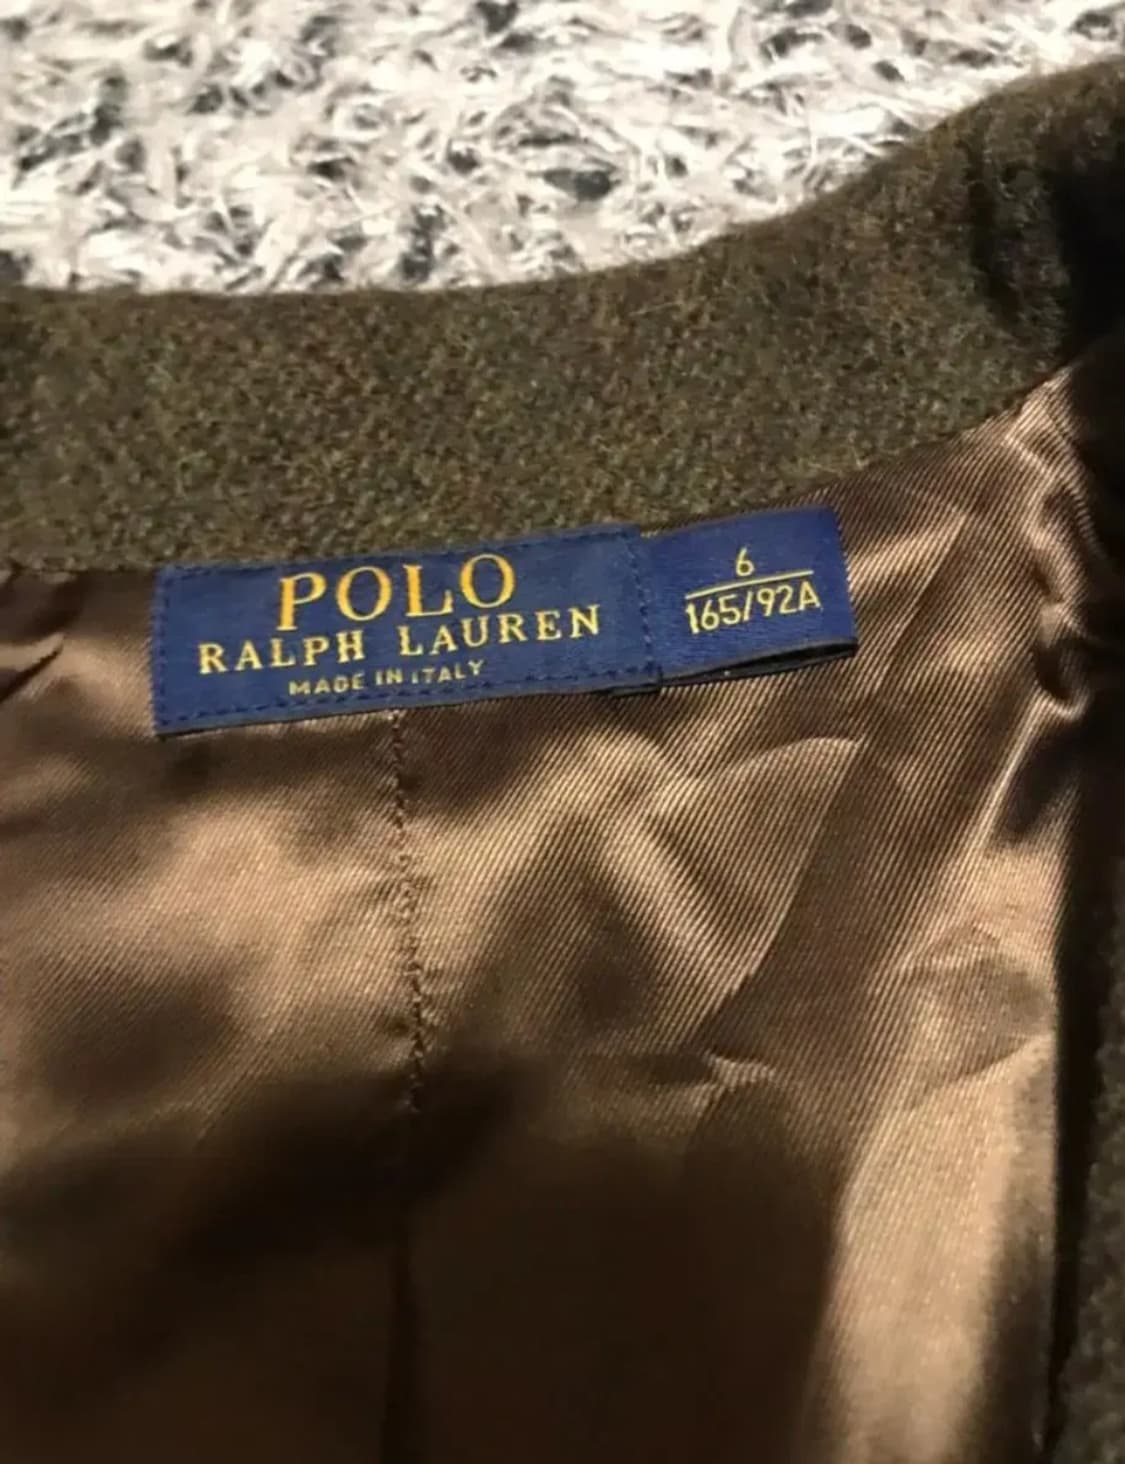 POLO
RALPH LAUREN
MADE IN ITALY
6
165/92A